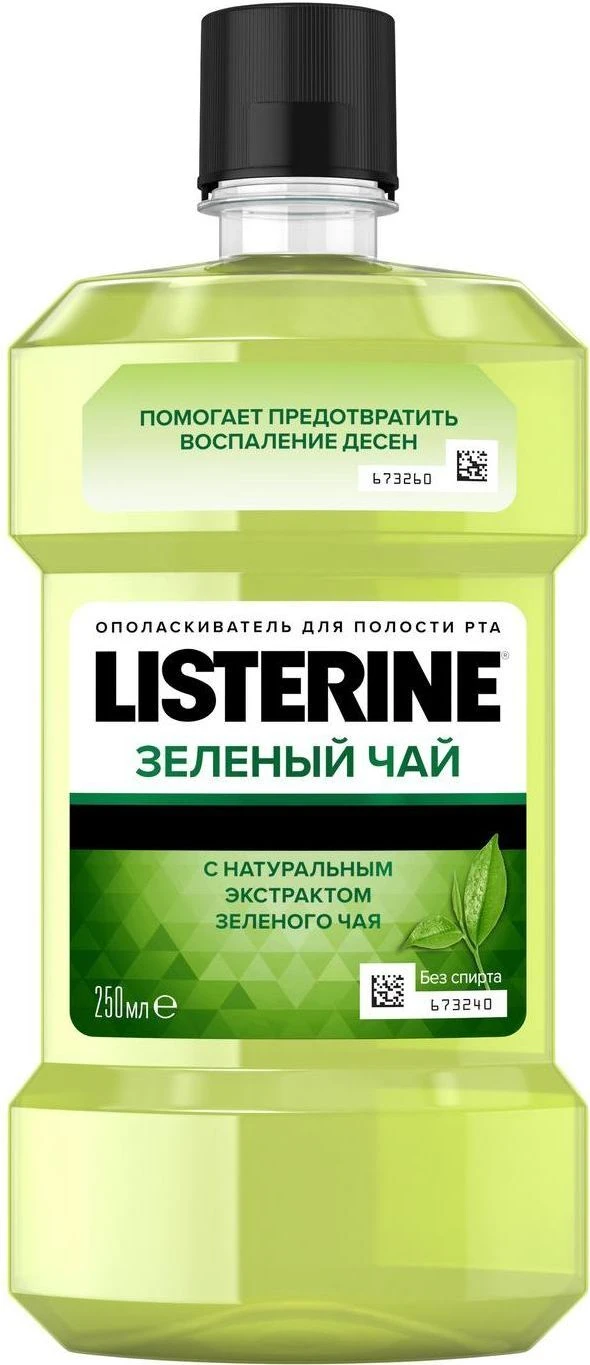 ПОМОГАЕТ ПРЕДОТВРАТИТЬ
ВОСПАЛЕНИЕ ДЕСЕН
673260
ОПОЛАСКИВАТЕЛЬ ДЛЯ ПОЛОСТИ РТА
LISTERINE®
ЗЕЛЕНЫЙ ЧАЙ
С НАТУРАЛЬНЫМ
ЭКСТРАКТОМ
ЗЕЛЕНОГО ЧАЯ
Без спирта
250мл℮
673240